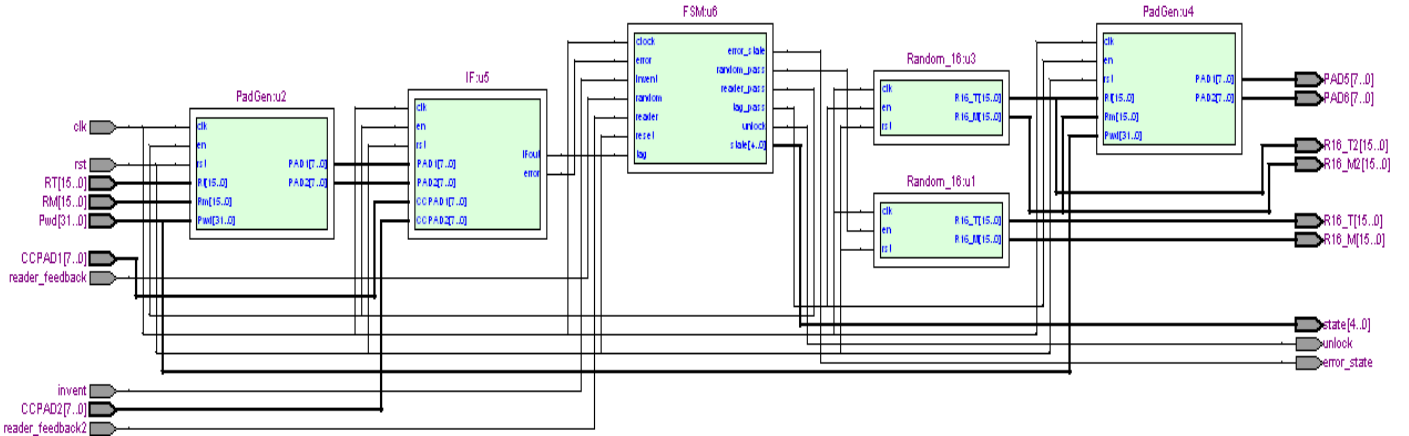 FSM:u6
PadGen:u4
clock
error
invent
random
reader
reset
tag
error_state
random_pass
reader_pass
tag_pass
unlock
state[4..0]
clk
en
rst
Rt[15..0]
Rm[15..0]
Pwd[31..0]
PAD1[7..0]
PAD2[7..0]
PAD5[7..0]
PAD6[7..0]
Random_16:u3
clk
en
rst
R16_T[15..0]
R16_M[15..0]
IF:u5
clk
en
rst
PAD1[7..0]
PAD2[7..0]
CCPAD1[7..0]
CCPAD2[7..0]
IFout
error
PadGen:u2
clk
en
rst
Rt[15..0]
Rm[15..0]
Pwd[31..0]
PAD1[7..0]
PAD2[7..0]
clk
rst
RT[15..0]
RM[15..0]
Pwd[31..0]
CCPAD1[7..0]
reader_feedback
R16_T2[15..0]
R16_M2[15..0]
Random_16:u1
clk
en
rst
R16_T[15..0]
R16_M[15..0]
R16_T[15..0]
R16_M[15..0]
state[4..0]
unlock
error_state
invent
CCPAD2[7..0]
reader_feedback2